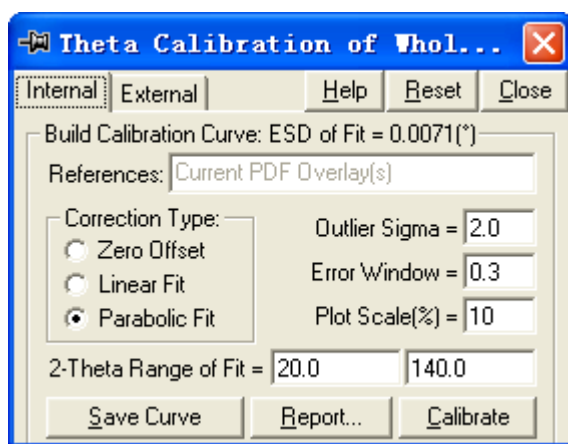 Theta Calibration of Whol...
Internal External Help Reset Close
Build Calibration Curve: ESD of Fit = 0.0071(*)
References: Current PDF Overlay(s)
Correction Type:
Zero Offset
Linear Fit
Parabolic Fit
Outlier Sigma = 2.0
Error Window = 0.3
Plot Scale(%) = 10
2-Theta Range of Fit = 20.0 140.0
Save Curve Report... Calibrate